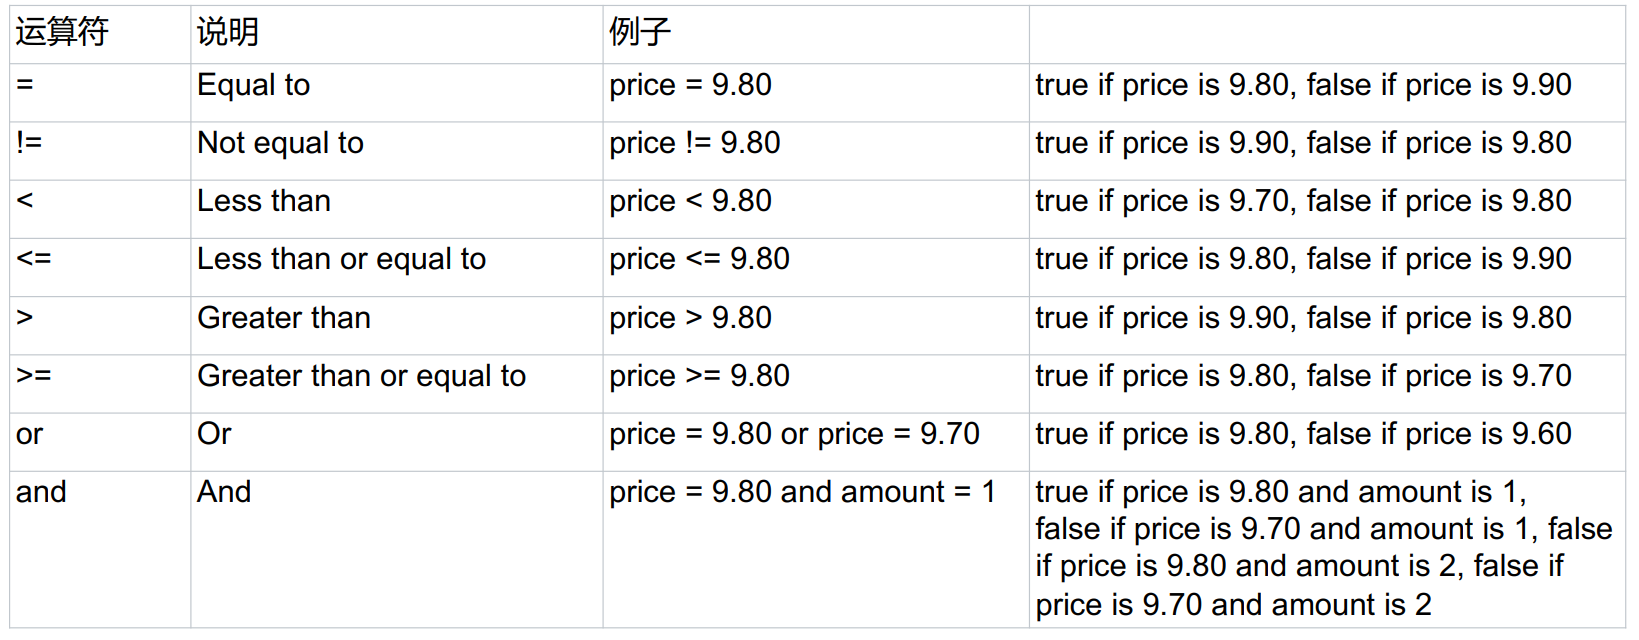 运算符 说明 例子
= Equal to price = 9.80 true if price is 9.80, false if price is 9.90
!= Not equal to price != 9.80 true if price is 9.90, false if price is 9.80
< Less than price < 9.80 true if price is 9.70, false if price is 9.80
<= Less than or equal to price <= 9.80 true if price is 9.80, false if price is 9.90
> Greater than price > 9.80 true if price is 9.90, false if price is 9.80
>= Greater than or equal to price >= 9.80 true if price is 9.80, false if price is 9.70
or Or price = 9.80 or price = 9.70 true if price is 9.80, false if price is 9.60
and And price = 9.80 and amount = 1 true if price is 9.80 and amount is 1,
false if price is 9.70 and amount is 1, false
if price is 9.80 and amount is 2, false if
price is 9.70 and amount is 2